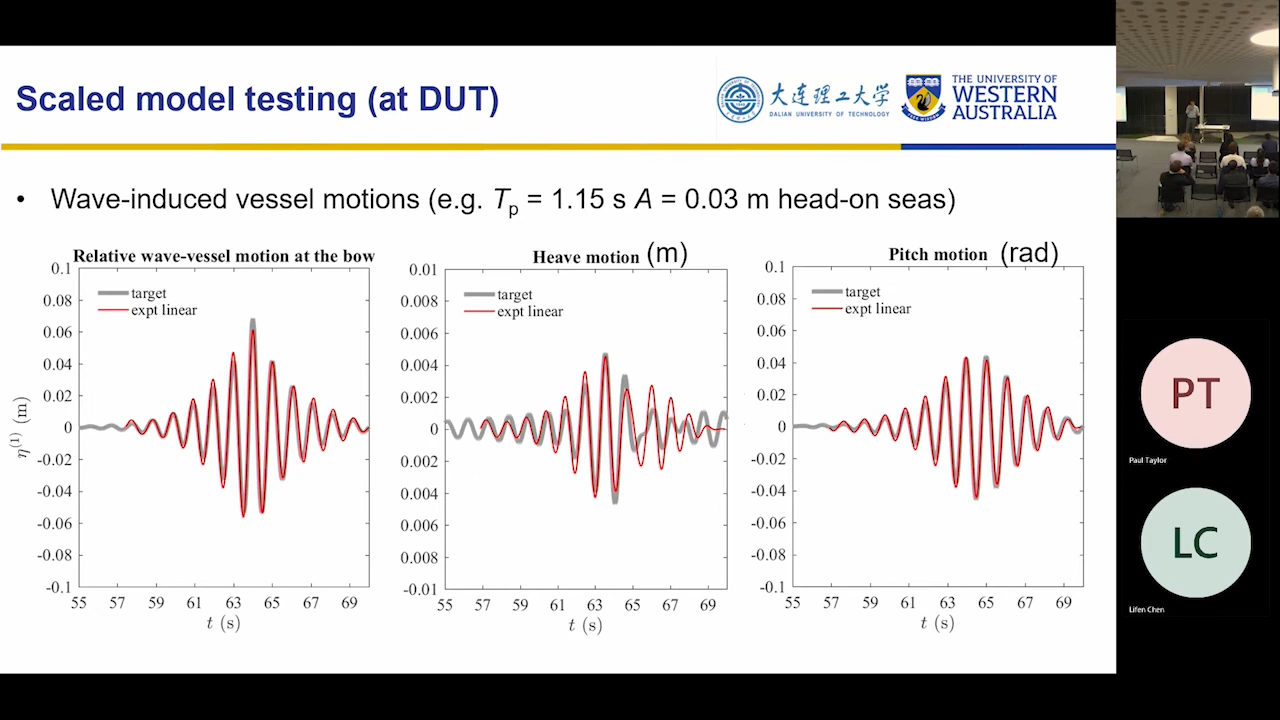 Scaled model testing (at DUT)
大连理工大学
DALIAN UNIVERSITY OF TECHNOLOGY
THE UNIVERSITY OF
WESTERN
AUSTRALIA
• Wave-induced vessel motions (e.g. Tp = 1.15 s A = 0.03 m head-on seas)
Relative wave-vessel motion at the bow
0.1
0.08
0.06
0.04
0.02
0
-0.02
-0.04
-0.06
-0.08
-0.1
η(1) (m)
target
expt linear
55 57 59 61 63 65 67 69
t (s)
Heave motion (m)
0.01
0.008
0.006
0.004
0.002
0
0.002
0.004
0.006
0.008
-0.01
target
expt linear
55 57 59 61 63 65 67 69
t (s)
Pitch motion (rad)
0.1
0.08
0.06
0.04
0.02
0
-0.02
-0.04
-0.06
-0.08
-0.1
target
expt linear
55 57 59 61 63 65 67 69
t (s)
PT
Paul Taylor
LC
Lifen Chen